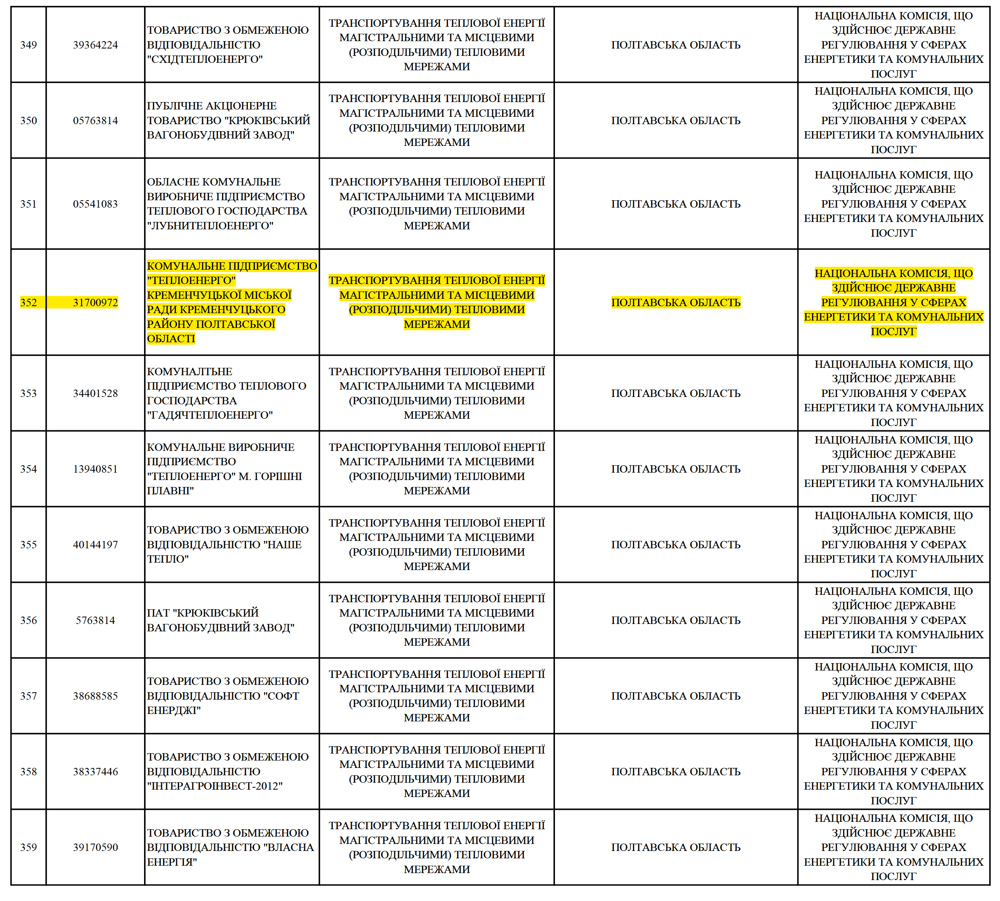 349
39364224
ТОВАРИСТВО З ОБМЕЖЕНОЮ
ВІДПОВІДАЛЬНІСТЮ
"СХІДТЕПЛОЕНЕРГО"
ТРАНСПОРТУВАННЯ ТЕПЛОВОЇ ЕНЕРГІЇ
МАГІСТРАЛЬНИМИ ТА МІСЦЕВИМИ
(РОЗПОДІЛЬЧИМИ) ТЕПЛОВИМИ
МЕРЕЖАМИ
ПОЛТАВСЬКА ОБЛАСТЬ
НАЦІОНАЛЬНА КОМІСІЯ, ЩО
ЗДІЙСНЮЄ ДЕРЖАВНЕ
РЕГУЛЮВАННЯ У СФЕРАХ
ЕНЕРГЕТИКИ ТА КОМУНАЛЬНИХ
ПОСЛУГ
350
05763814
ПУБЛІЧНЕ АКЦІОНЕРНЕ
ТОВАРИСТВО "КРЮКІВСЬКИЙ
ВАГОНОБУДІВНИЙ ЗАВОД"
ТРАНСПОРТУВАННЯ ТЕПЛОВОЇ ЕНЕРГІЇ
МАГІСТРАЛЬНИМИ ТА МІСЦЕВИМИ
(РОЗПОДІЛЬЧИМИ) ТЕПЛОВИМИ
МЕРЕЖАМИ
ПОЛТАВСЬКА ОБЛАСТЬ
НАЦІОНАЛЬНА КОМІСІЯ, ЩО
ЗДІЙСНЮЄ ДЕРЖАВНЕ
РЕГУЛЮВАННЯ У СФЕРАХ
ЕНЕРГЕТИКИ ТА КОМУНАЛЬНИХ
ПОСЛУГ
351
05541083
ОБЛАСНЕ КОМУНАЛЬНЕ
ВИРОБНИЧЕ ПІДПРИЄМСТВО
ТЕПЛОВОГО ГОСПОДАРСТВА
"ЛУБНИТЕПЛОЕНЕРГО"
ТРАНСПОРТУВАННЯ ТЕПЛОВОЇ ЕНЕРГІЇ
МАГІСТРАЛЬНИМИ ТА МІСЦЕВИМИ
(РОЗПОДІЛЬЧИМИ) ТЕПЛОВИМИ
МЕРЕЖАМИ
ПОЛТАВСЬКА ОБЛАСТЬ
НАЦІОНАЛЬНА КОМІСІЯ, ЩО
ЗДІЙСНЮЄ ДЕРЖАВНЕ
РЕГУЛЮВАННЯ У СФЕРАХ
ЕНЕРГЕТИКИ ТА КОМУНАЛЬНИХ
ПОСЛУГ
352
31700972
КОМУНАЛЬНЕ ПІДПРИЄМСТВО
"ТЕПЛОЕНЕРГО"
КРЕМЕНЧУЦЬКОЇ МІСЬКОЇ
РАДИ КРЕМЕНЧУЦЬКОГО
РАЙОНУ ПОЛТАВСЬКОЇ
ОБЛАСТІ
ТРАНСПОРТУВАННЯ ТЕПЛОВОЇ ЕНЕРГІЇ
МАГІСТРАЛЬНИМИ ТА МІСЦЕВИМИ
(РОЗПОДІЛЬЧИМИ) ТЕПЛОВИМИ
МЕРЕЖАМИ
ПОЛТАВСЬКА ОБЛАСТЬ
НАЦІОНАЛЬНА КОМІСІЯ, ЩО
ЗДІЙСНЮЄ ДЕРЖАВНЕ
РЕГУЛЮВАННЯ У СФЕРАХ
ЕНЕРГЕТИКИ ТА КОМУНАЛЬНИХ
ПОСЛУГ
353
34401528
КОМУНАЛТЬНЕ
ПІДПРИЄМСТВО ТЕПЛОВОГО
ГОСПОДАРСТВА
"ГАДЯЧТЕПЛОЕНЕРГО"
ТРАНСПОРТУВАННЯ ТЕПЛОВОЇ ЕНЕРГІЇ
МАГІСТРАЛЬНИМИ ТА МІСЦЕВИМИ
(РОЗПОДІЛЬЧИМИ) ТЕПЛОВИМИ
МЕРЕЖАМИ
ПОЛТАВСЬКА ОБЛАСТЬ
НАЦІОНАЛЬНА КОМІСІЯ, ЩО
ЗДІЙСНЮЄ ДЕРЖАВНЕ
РЕГУЛЮВАННЯ У СФЕРАХ
ЕНЕРГЕТИКИ ТА КОМУНАЛЬНИХ
ПОСЛУГ
354
13940851
КОМУНАЛЬНЕ ВИРОБНИЧЕ
ПІДПРИЄМСТВО
"ТЕПЛОЕНЕРГО" М. ГОРІШНІ
ПЛАВНІ"
ТРАНСПОРТУВАННЯ ТЕПЛОВОЇ ЕНЕРГІЇ
МАГІСТРАЛЬНИМИ ТА МІСЦЕВИМИ
(РОЗПОДІЛЬЧИМИ) ТЕПЛОВИМИ
МЕРЕЖАМИ
ПОЛТАВСЬКА ОБЛАСТЬ
НАЦІОНАЛЬНА КОМІСІЯ, ЩО
ЗДІЙСНЮЄ ДЕРЖАВНЕ
РЕГУЛЮВАННЯ У СФЕРАХ
ЕНЕРГЕТИКИ ТА КОМУНАЛЬНИХ
ПОСЛУГ
355
40144197
ТОВАРИСТВО З ОБМЕЖЕНОЮ
ВІДПОВІДАЛЬНІСТЮ "НАШЕ
ТЕПЛО"
ТРАНСПОРТУВАННЯ ТЕПЛОВОЇ ЕНЕРГІЇ
МАГІСТРАЛЬНИМИ ТА МІСЦЕВИМИ
(РОЗПОДІЛЬЧИМИ) ТЕПЛОВИМИ
МЕРЕЖАМИ
ПОЛТАВСЬКА ОБЛАСТЬ
НАЦІОНАЛЬНА КОМІСІЯ, ЩО
ЗДІЙСНЮЄ ДЕРЖАВНЕ
РЕГУЛЮВАННЯ У СФЕРАХ
ЕНЕРГЕТИКИ ТА КОМУНАЛЬНИХ
ПОСЛУГ
356
5763814
ПАТ "КРЮКІВСЬКИЙ
ВАГОНОБУДІВНИЙ ЗАВОД"
ТРАНСПОРТУВАННЯ ТЕПЛОВОЇ ЕНЕРГІЇ
МАГІСТРАЛЬНИМИ ТА МІСЦЕВИМИ
(РОЗПОДІЛЬЧИМИ) ТЕПЛОВИМИ
МЕРЕЖАМИ
ПОЛТАВСЬКА ОБЛАСТЬ
НАЦІОНАЛЬНА КОМІСІЯ, ЩО
ЗДІЙСНЮЄ ДЕРЖАВНЕ
РЕГУЛЮВАННЯ У СФЕРАХ
ЕНЕРГЕТИКИ ТА КОМУНАЛЬНИХ
ПОСЛУГ
357
38688585
ТОВАРИСТВО З ОБМЕЖЕНОЮ
ВІДПОВІДАЛЬНІСТЮ "СОФТ
ЕНЕРДЖІ"
ТРАНСПОРТУВАННЯ ТЕПЛОВОЇ ЕНЕРГІЇ
МАГІСТРАЛЬНИМИ ТА МІСЦЕВИМИ
(РОЗПОДІЛЬЧИМИ) ТЕПЛОВИМИ
МЕРЕЖАМИ
ПОЛТАВСЬКА ОБЛАСТЬ
НАЦІОНАЛЬНА КОМІСІЯ, ЩО
ЗДІЙСНЮЄ ДЕРЖАВНЕ
РЕГУЛЮВАННЯ У СФЕРАХ
ЕНЕРГЕТИКИ ТА КОМУНАЛЬНИХ
ПОСЛУГ
358
38337446
ТОВАРИСТВО З ОБМЕЖЕНОЮ
ВІДПОВІДАЛЬНІСТЮ
"ІНТЕРАГРОІНВЕСТ-2012"
ТРАНСПОРТУВАННЯ ТЕПЛОВОЇ ЕНЕРГІЇ
МАГІСТРАЛЬНИМИ ТА МІСЦЕВИМИ
(РОЗПОДІЛЬЧИМИ) ТЕПЛОВИМИ
МЕРЕЖАМИ
ПОЛТАВСЬКА ОБЛАСТЬ
НАЦІОНАЛЬНА КОМІСІЯ, ЩО
ЗДІЙСНЮЄ ДЕРЖАВНЕ
РЕГУЛЮВАННЯ У СФЕРАХ
ЕНЕРГЕТИКИ ТА КОМУНАЛЬНИХ
ПОСЛУГ
359
39170590
ТОВАРИСТВО З ОБМЕЖЕНОЮ
ВІДПОВІДАЛЬНІСТЮ "ВЛАСНА
ЕНЕРГІЯ"
ТРАНСПОРТУВАННЯ ТЕПЛОВОЇ ЕНЕРГІЇ
МАГІСТРАЛЬНИМИ ТА МІСЦЕВИМИ
(РОЗПОДІЛЬЧИМИ) ТЕПЛОВИМИ
МЕРЕЖАМИ
ПОЛТАВСЬКА ОБЛАСТЬ
НАЦІОНАЛЬНА КОМІСІЯ, ЩО
ЗДІЙСНЮЄ ДЕРЖАВНЕ
РЕГУЛЮВАННЯ У СФЕРАХ
ЕНЕРГЕТИКИ ТА КОМУНАЛЬНИХ
ПОСЛУГ